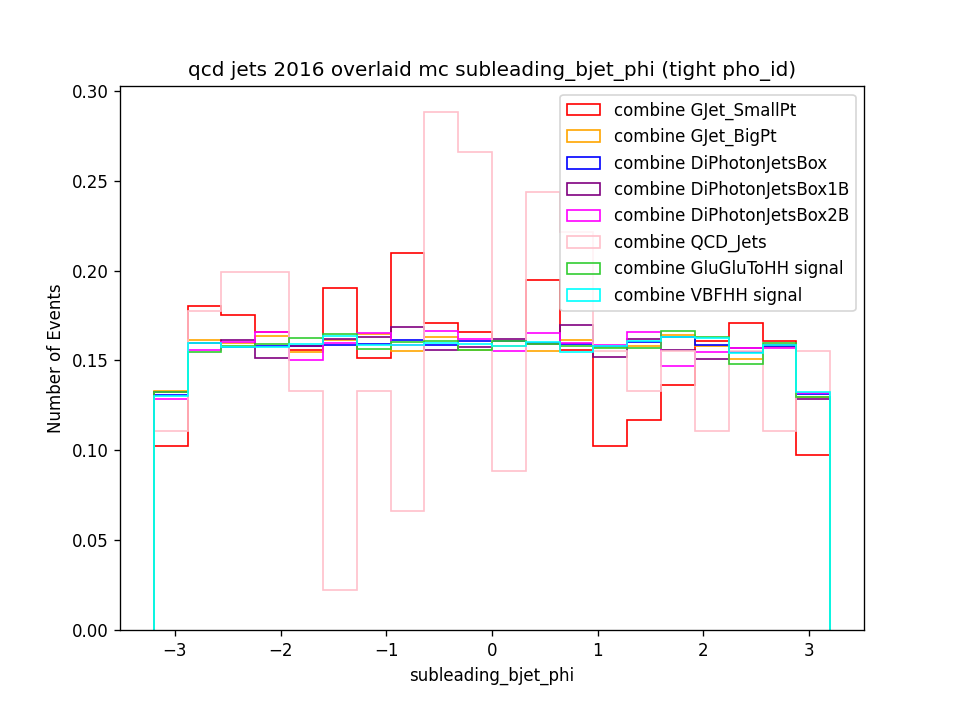 qcd jets 2016 overlaid mc subleading_bjet_phi (tight pho_id)
combine GJet_SmallPt
combine GJet_BigPt
combine DiPhotonJetsBox
combine DiPhotonJetsBox1B
combine DiPhotonJetsBox2B
combine QCD_Jets
combine GluGluToHH signal
combine VBFHH signal
Number of Events
0.30
0.25
0.20
0.15
0.10
0.05
0.00
−3 −2 −1 0 1 2 3
subleading_bjet_phi